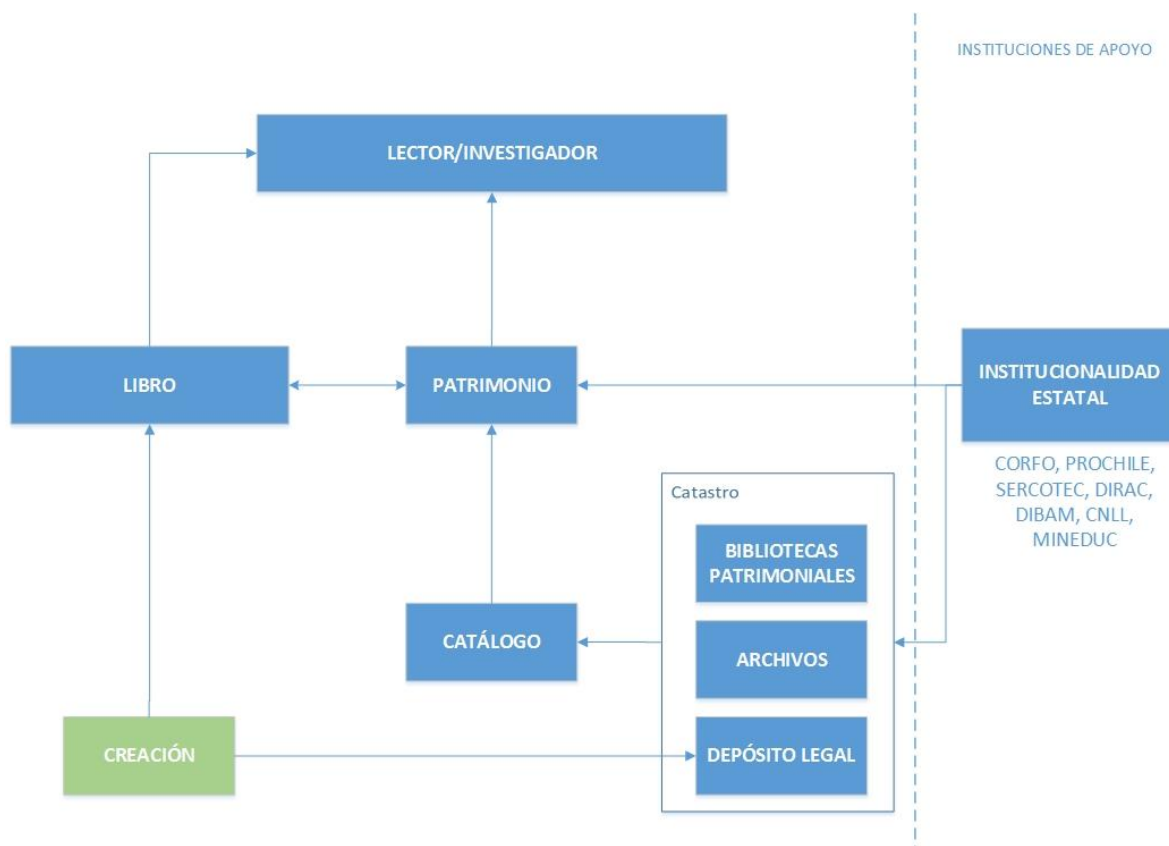 INSTITUCIONES DE APOYO
LECTOR/INVESTIGADOR
LIBRO
PATRIMONIO
INSTITUCIONALIDAD
ESTATAL
CORFO, PROCHILE,
SERCOTEC, DIRAC,
DIBAM, CNLL,
MINEDUC
Catastro
BIBLIOTECAS
PATRIMONIALES
CATÁLOGO
ARCHIVOS
CREACIÓN
DEPÓSITO LEGAL